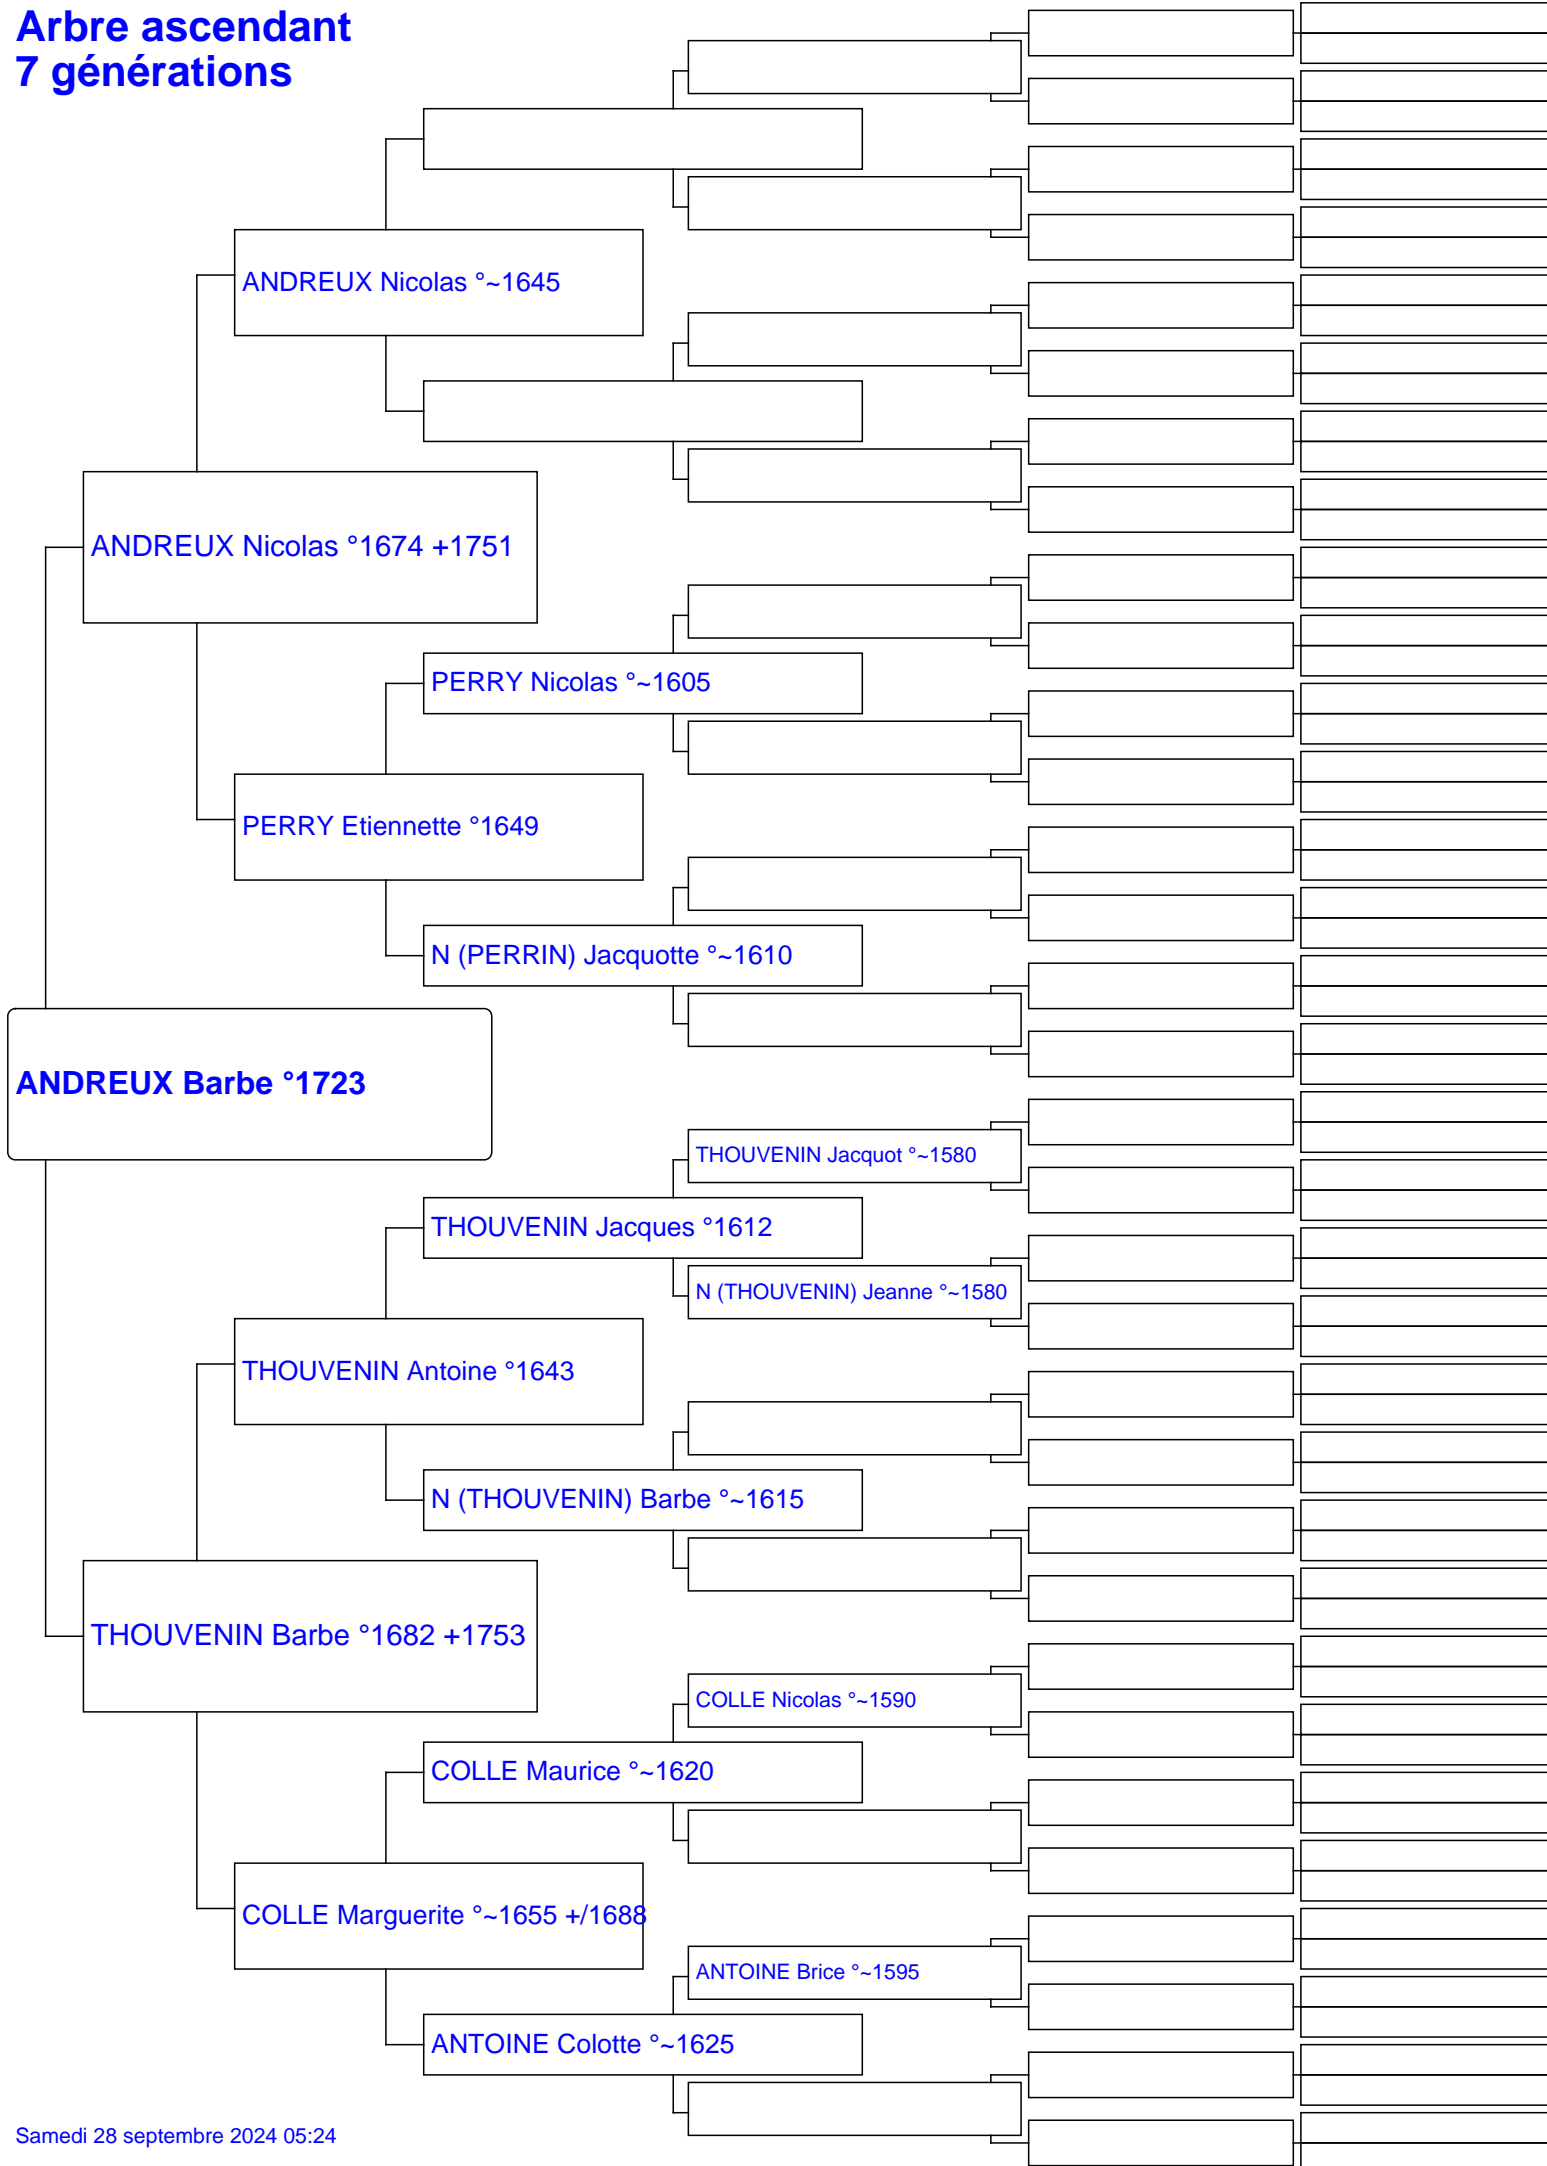 Arbre ascendant
7 générations
ANDREUX Nicolas °~1645
ANDREUX Nicolas °1674 +1751
PERRY Nicolas °~1605
PERRY Etiennette °1649
N (PERRIN) Jacquotte °~1610
ANDREUX Barbe °1723
THOUVENIN Jacquot °~1580
THOUVENIN Jacques °1612
N (THOUVENIN) Jeanne °~1580
THOUVENIN Antoine °1643
N (THOUVENIN) Barbe °~1615
THOUVENIN Barbe °1682 +1753
COLLE Nicolas °~1590
COLLE Maurice °~1620
COLLE Marguerite °~1655 +/1688
ANTOINE Brice °~1595
ANTOINE Colotte °~1625
Samedi 28 septembre 2024 05:24